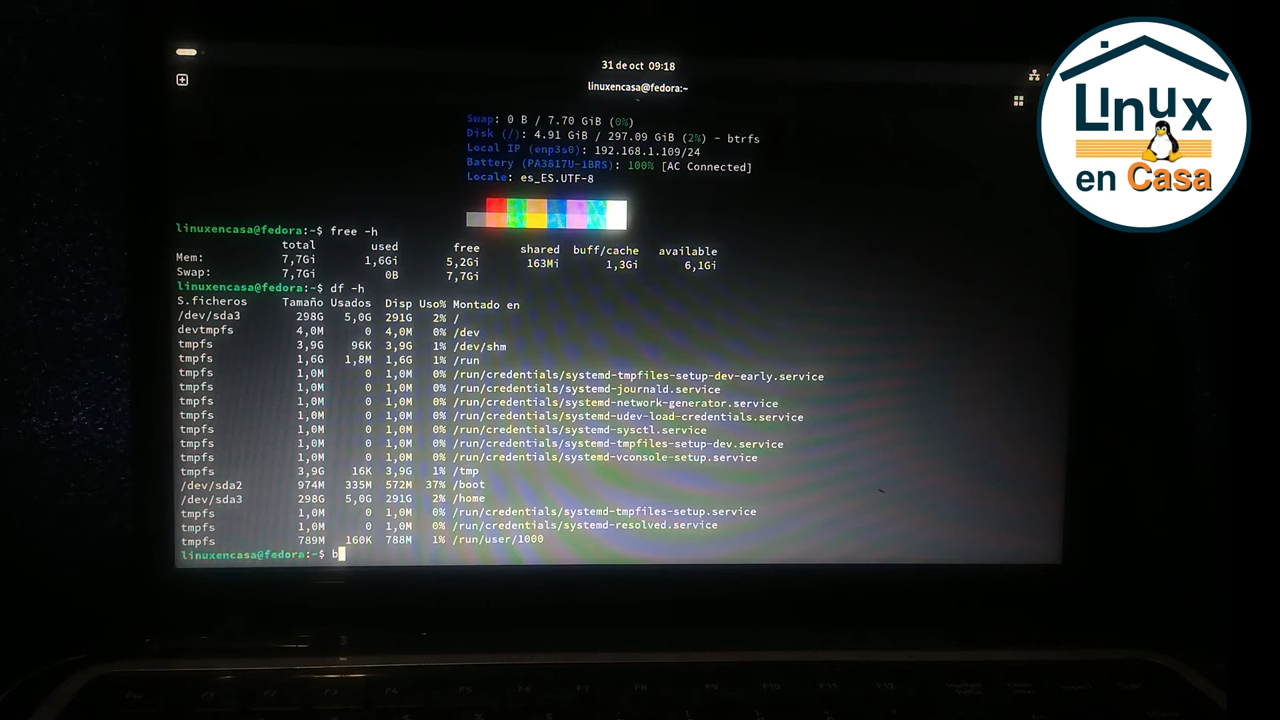 31 de oct 09:18
linuxencasa@fedora:~
Linux
en Casa
Swap: 0 B / 7.70 GiB (0%)
Disk (/): 4.91 GiB / 297.09 GiB (2%) - btrfs
Local IP (enp3s0): 192.168.1.109/24
Battery (PA3817U-1BRS): 100% [AC Connected]
Locale: es_ES.UTF-8
linuxencasa@fedora:~$ free -h
total used free shared buff/cache available
Mem: 7,7Gi 1,6Gi 5,2Gi 163Mi 1,3Gi 6,1Gi
Swap: 7,7Gi 0B 7,7Gi
linuxencasa@fedora:~$ df -h
S.ficheros Tamaño Usados Disp Uso% Montado en
/dev/sda3 298G 5,0G 291G 2% /
devtmpfs 4,0M 0 4,0M 0% /dev
tmpfs 3,9G 96K 3,9G 1% /dev/shm
tmpfs 1,6G 1,8M 1,6G 1% /run
tmpfs 1,0M 0 1,0M 0% /run/credentials/systemd-tmpfiles-setup-dev-early.service
tmpfs 1,0M 0 1,0M 0% /run/credentials/systemd-journald.service
tmpfs 1,0M 0 1,0M 0% /run/credentials/systemd-network-generator.service
tmpfs 1,0M 0 1,0M 0% /run/credentials/systemd-udev-load-credentials.service
tmpfs 1,0M 0 1,0M 0% /run/credentials/systemd-sysctl.service
tmpfs 1,0M 0 1,0M 0% /run/credentials/systemd-tmpfiles-setup-dev.service
tmpfs 1,0M 0 1,0M 0% /run/credentials/systemd-vconsole-setup.service
tmpfs 3,9G 16K 3,9G 1% /tmp
/dev/sda2 974M 335M 572M 37% /boot
/dev/sda3 298G 5,0G 291G 2% /home
tmpfs 1,0M 0 1,0M 0% /run/credentials/systemd-tmpfiles-setup.service
tmpfs 1,0M 0 1,0M 0% /run/credentials/systemd-resolved.service
tmpfs 789M 160K 788M 1% /run/user/1000
linuxencasa@fedora:~$ b
F1 F2 F3 F4 F5 F6 F7 F8 F9 F10 F11 F12